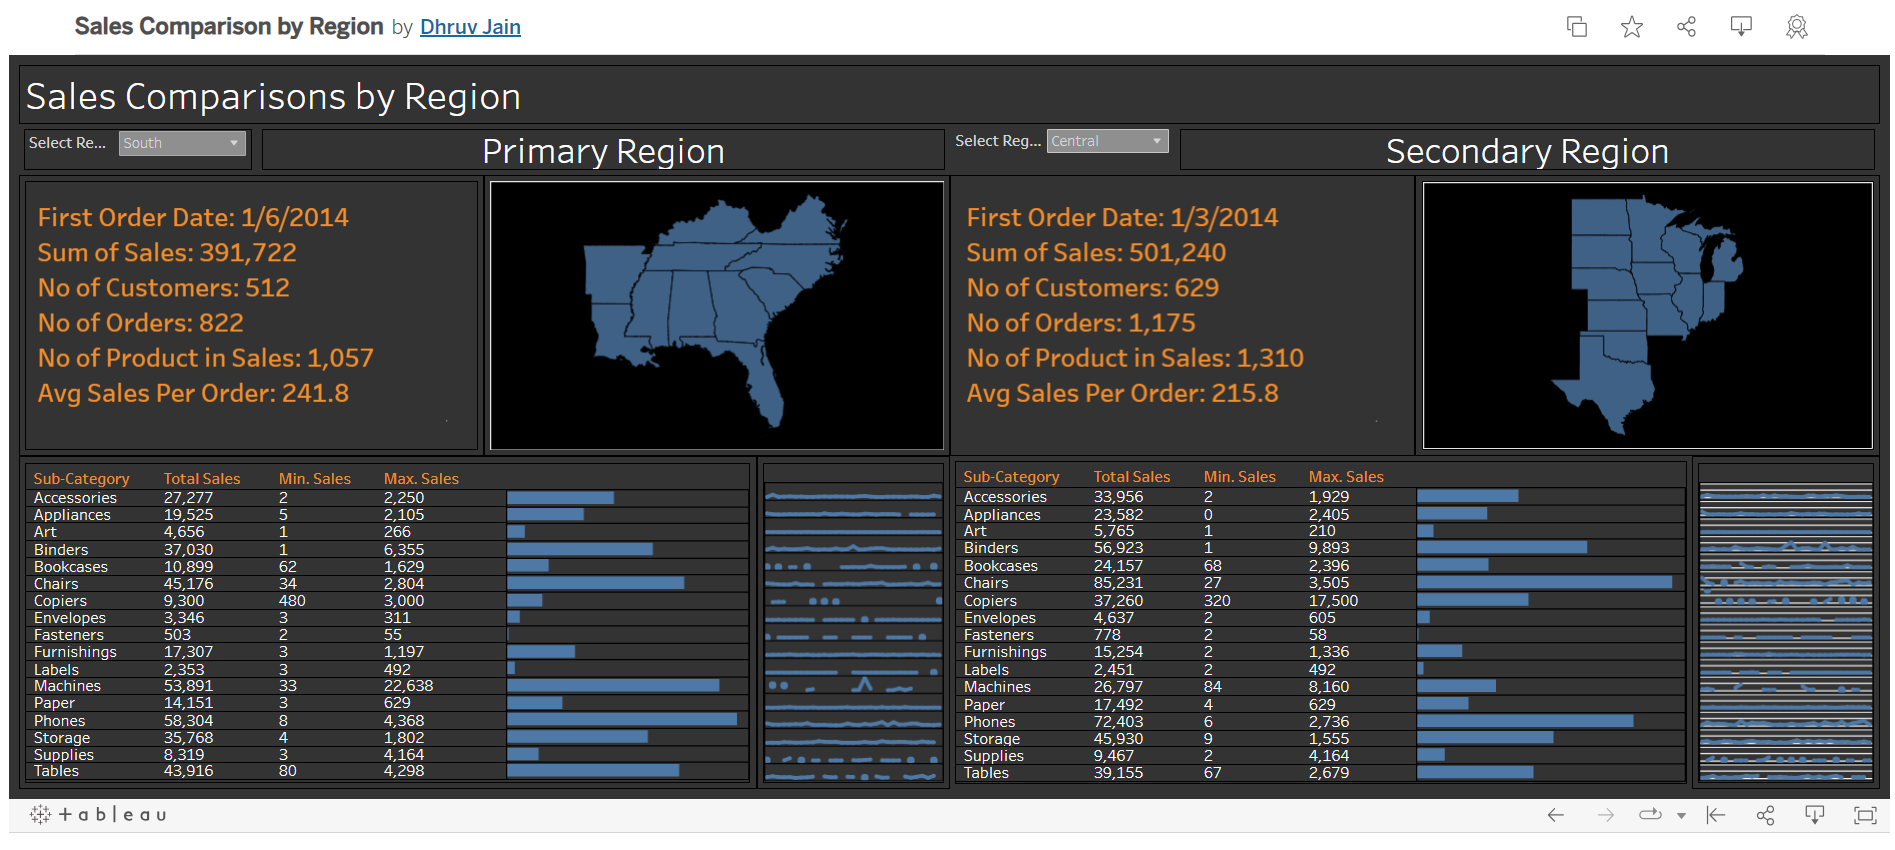 Sales Comparison by Region by Dhruv Jain
Sales Comparisons by Region
Select Re... South
Primary Region
Select Reg... Central
Secondary Region
First Order Date: 1/6/2014
Sum of Sales: 391,722
No of Customers: 512
No of Orders: 822
No of Product in Sales: 1,057
Avg Sales Per Order: 241.8
First Order Date: 1/3/2014
Sum of Sales: 501,240
No of Customers: 629
No of Orders: 1,175
No of Product in Sales: 1,310
Avg Sales Per Order: 215.8
Sub-Category Total Sales Min. Sales Max. Sales
Accessories 27,277 2 2,250
Appliances 19,525 5 2,105
Art 4,656 1 266
Binders 37,030 1 6,355
Bookcases 10,899 62 1,629
Chairs 45,176 34 2,804
Copiers 9,300 480 3,000
Envelopes 3,346 3 311
Fasteners 503 2 55
Furnishings 17,307 3 1,197
Labels 2,353 3 492
Machines 53,891 33 22,638
Paper 14,151 3 629
Phones 58,304 8 4,368
Storage 35,768 4 1,802
Supplies 8,319 3 4,164
Tables 43,916 80 4,298
Sub-Category Total Sales Min. Sales Max. Sales
Accessories 33,956 2 1,929
Appliances 23,582 0 2,405
Art 5,765 1 210
Binders 56,923 1 9,893
Bookcases 24,157 68 2,396
Chairs 85,231 27 3,505
Copiers 37,260 320 17,500
Envelopes 4,637 2 605
Fasteners 778 2 58
Furnishings 15,254 2 1,336
Labels 2,451 2 492
Machines 26,797 84 8,160
Paper 17,492 4 629
Phones 72,403 6 2,736
Storage 45,930 9 1,555
Supplies 9,467 2 4,164
Tables 39,155 67 2,679
+ableau